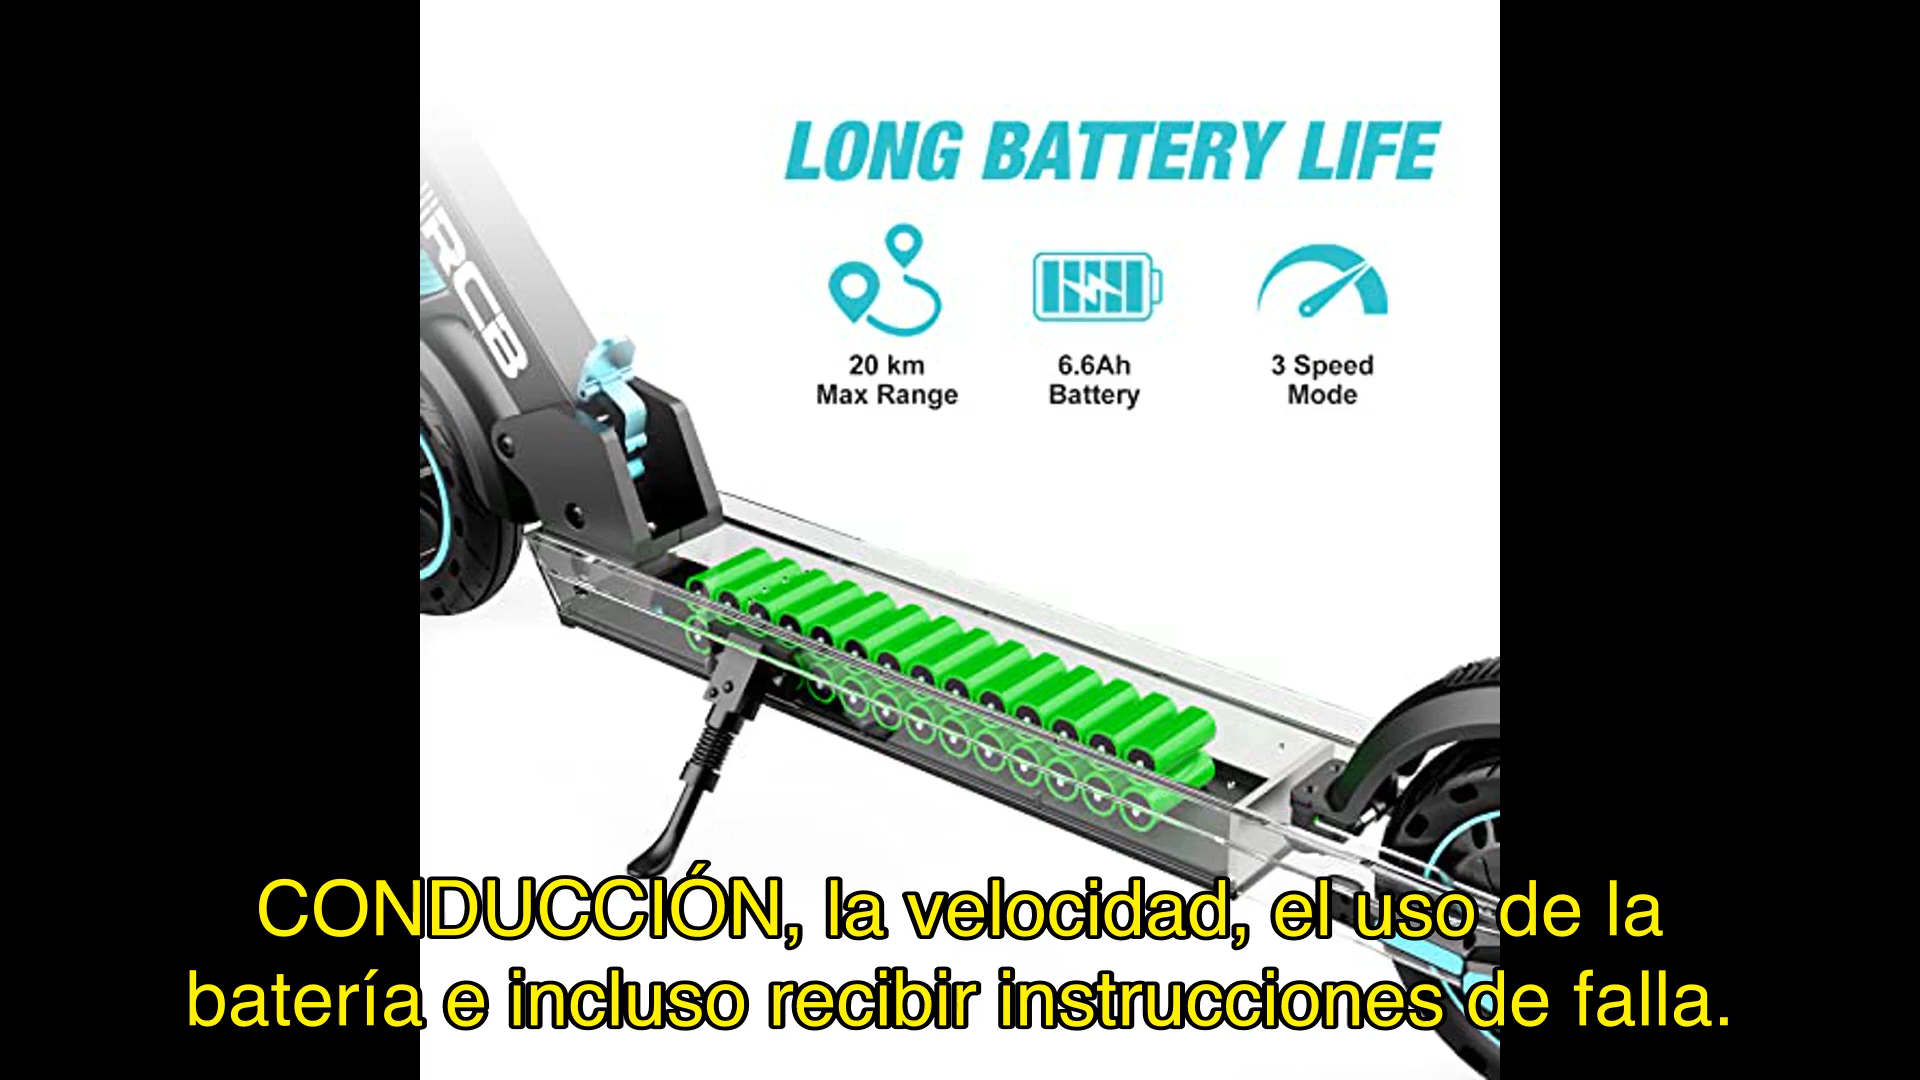 LONG BATTERY LIFE
20 km
Max Range
6.6Ah
Battery
3 Speed
Mode
RCB
CONDUCCIÓN, la velocidad, el uso de la
batería e incluso recibir instrucciones de falla.